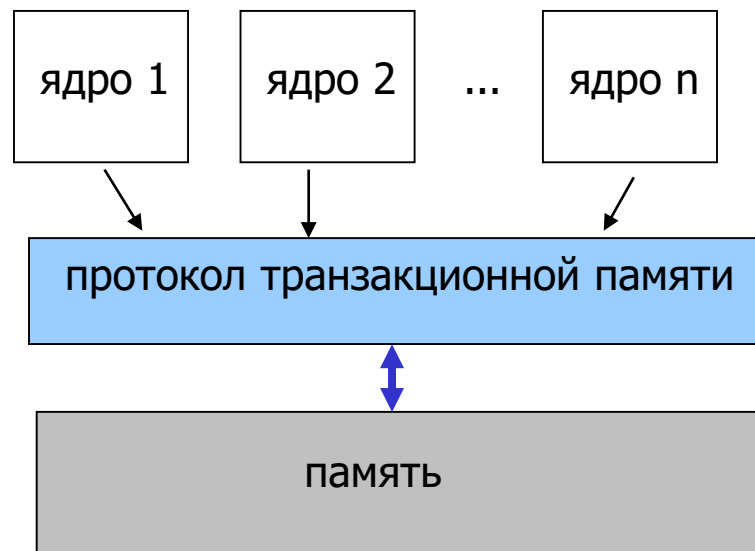 ядро 1 ядро 2 ... ядро n
протокол транзакционной памяти
память